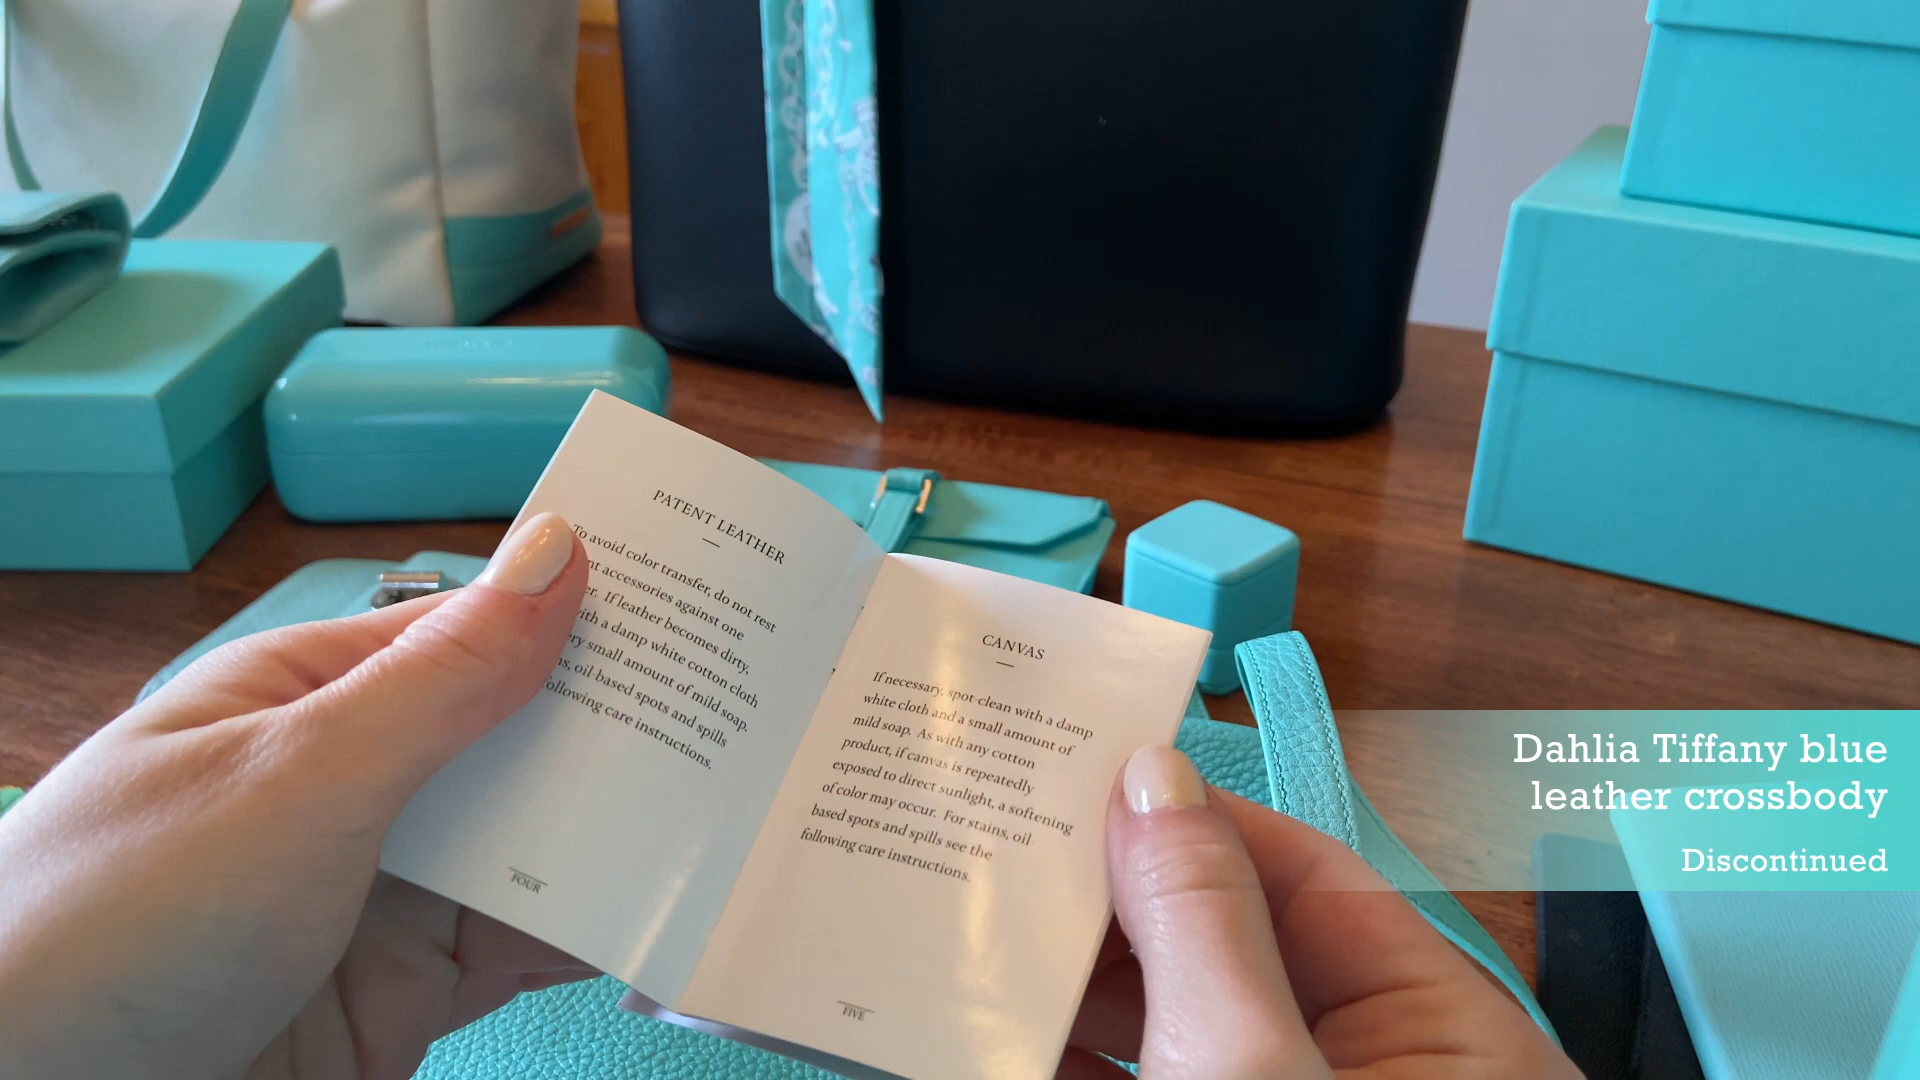 PATENT LEATHER
To avoid color transfer, do not rest
accessories against one
If leather becomes dirty,
with a damp white cotton cloth
small amount of mild soap.
oil-based spots and spills
following care instructions.
FOUR
CANVAS
If necessary, spot-clean with a damp
white cloth and a small amount of
mild soap. As with any cotton
product, if canvas is repeatedly
exposed to direct sunlight, a softening
of color may occur. For stains, oil-
based spots and spills see the
following care instructions.
FIVE
Dahlia Tiffany blue
leather crossbody
Discontinued